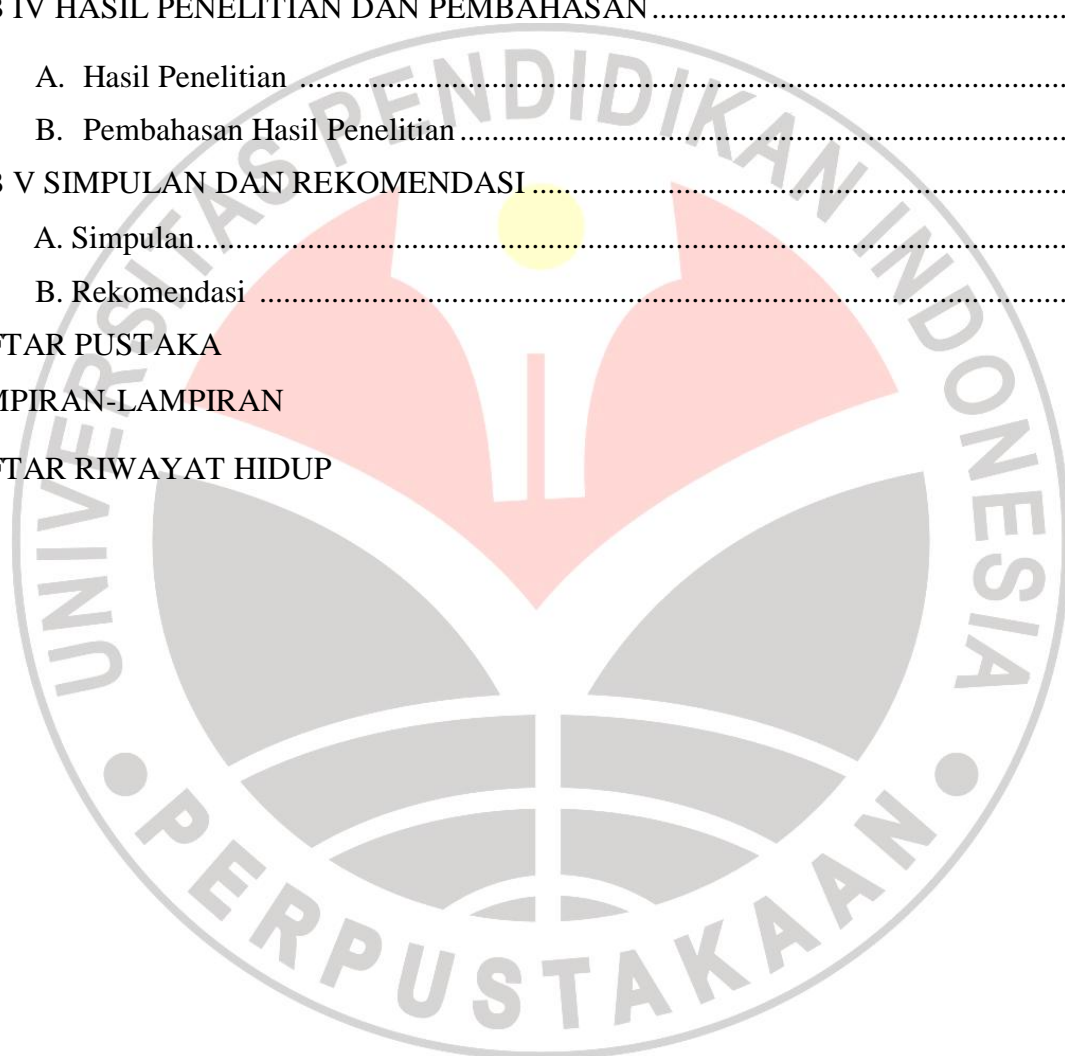 B IV HASIL PENELITIAN DAN PEMBAHASAN................................................................
A. Hasil Penelitian ................................................................
B. Pembahasan Hasil Penelitian................................................................
B V SIMPULAN DAN REKOMENDASI................................................................
A. Simpulan................................................................
B. Rekomendasi ................................................................
TAR PUSTAKA
MPIRAN-LAMPIRAN
TAR RIWAYAT HIDUP
UNIVERSITAS PENDIDIKAN INDONESIA
• PERPUSTAKAAN •